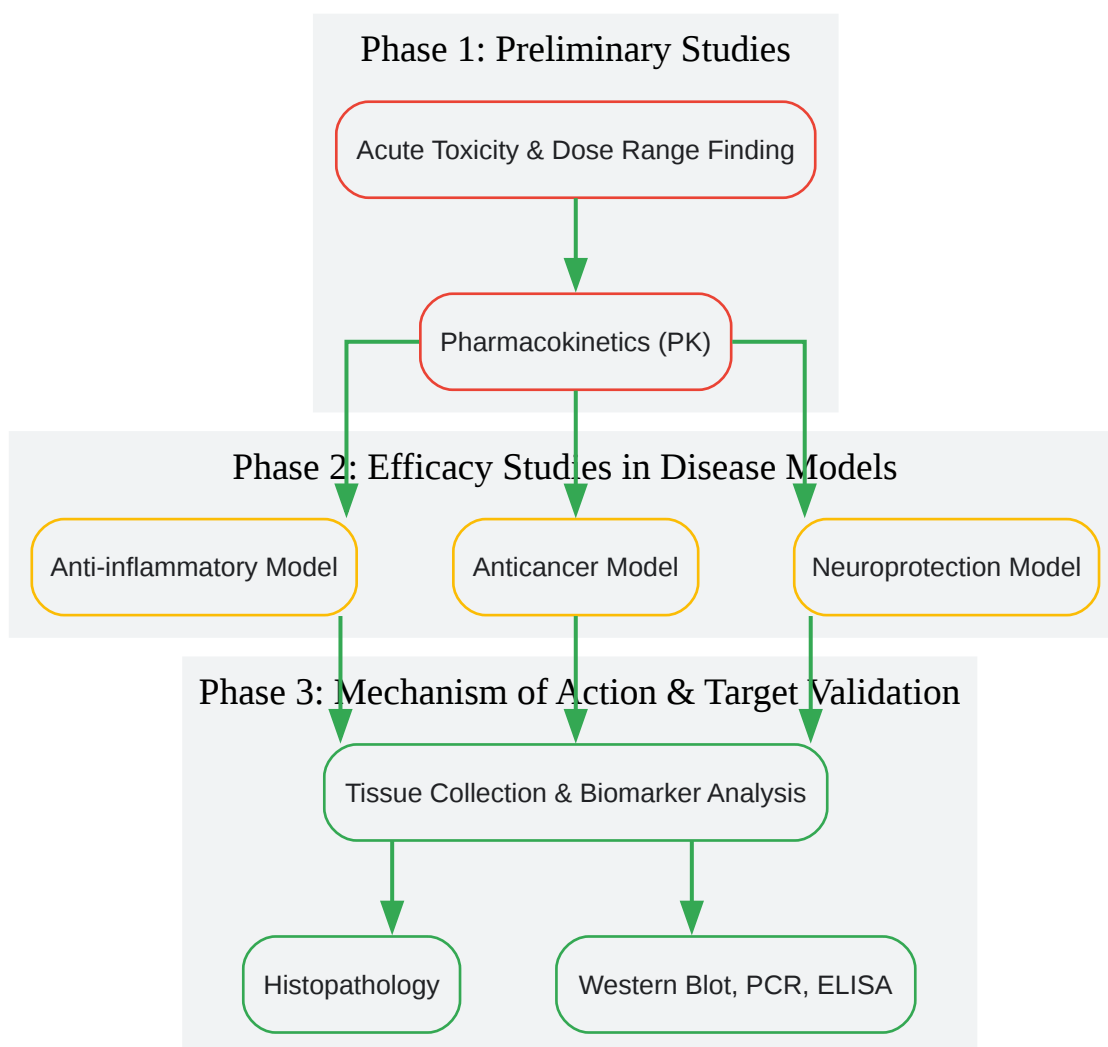 Phase 1: Preliminary Studies
Acute Toxicity & Dose Range Finding
Pharmacokinetics (PK)
Phase 2: Efficacy Studies in Disease Models
Anti-inflammatory Model
Anticancer Model
Neuroprotection Model
Phase 3: Mechanism of Action & Target Validation
Tissue Collection & Biomarker Analysis
Histopathology
Western Blot, PCR, ELISA